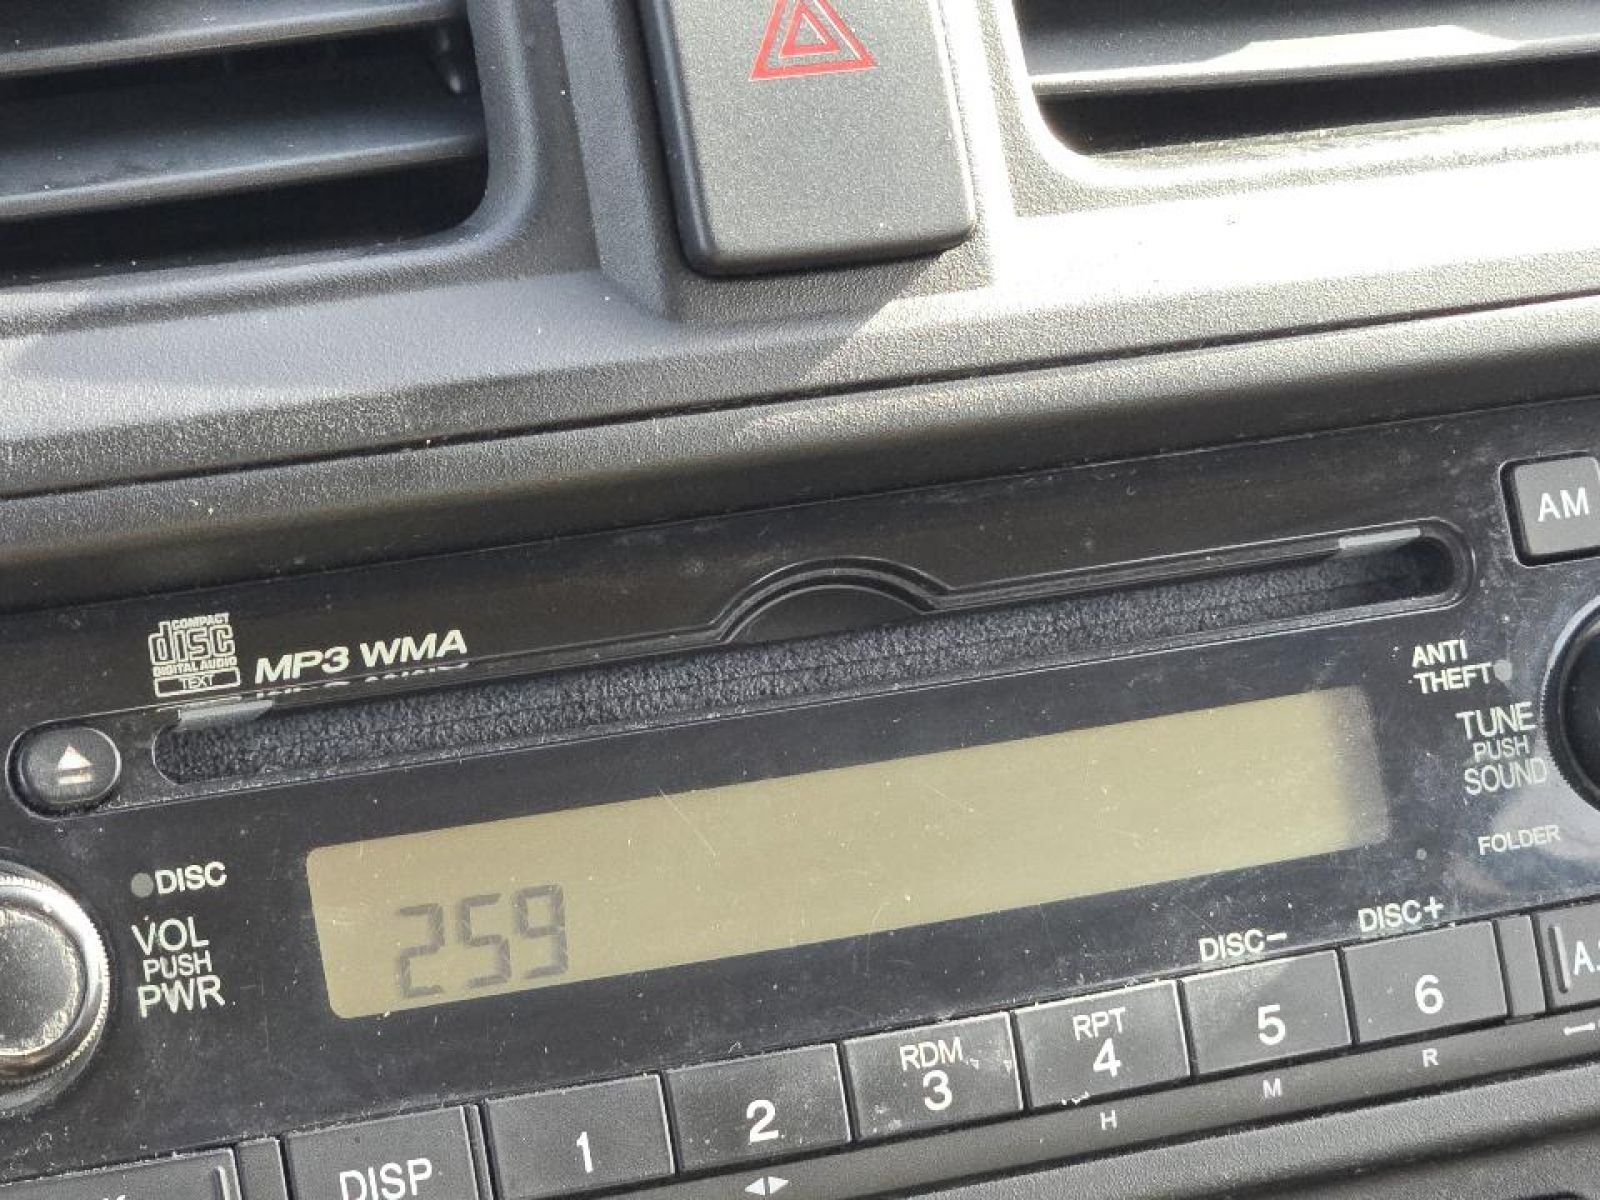 AM
COMPACT
disc
DIGITAL AUDIO
TEXT
MP3 WMA
ANTI
THEFT
TUNE
PUSH
SOUND
FOLDER
DISC
VOL
PUSH
PWR
259
DISC-
DISC+
DISP
1
2
RDM
3
RPT
4
5
6
A.
H
M
R